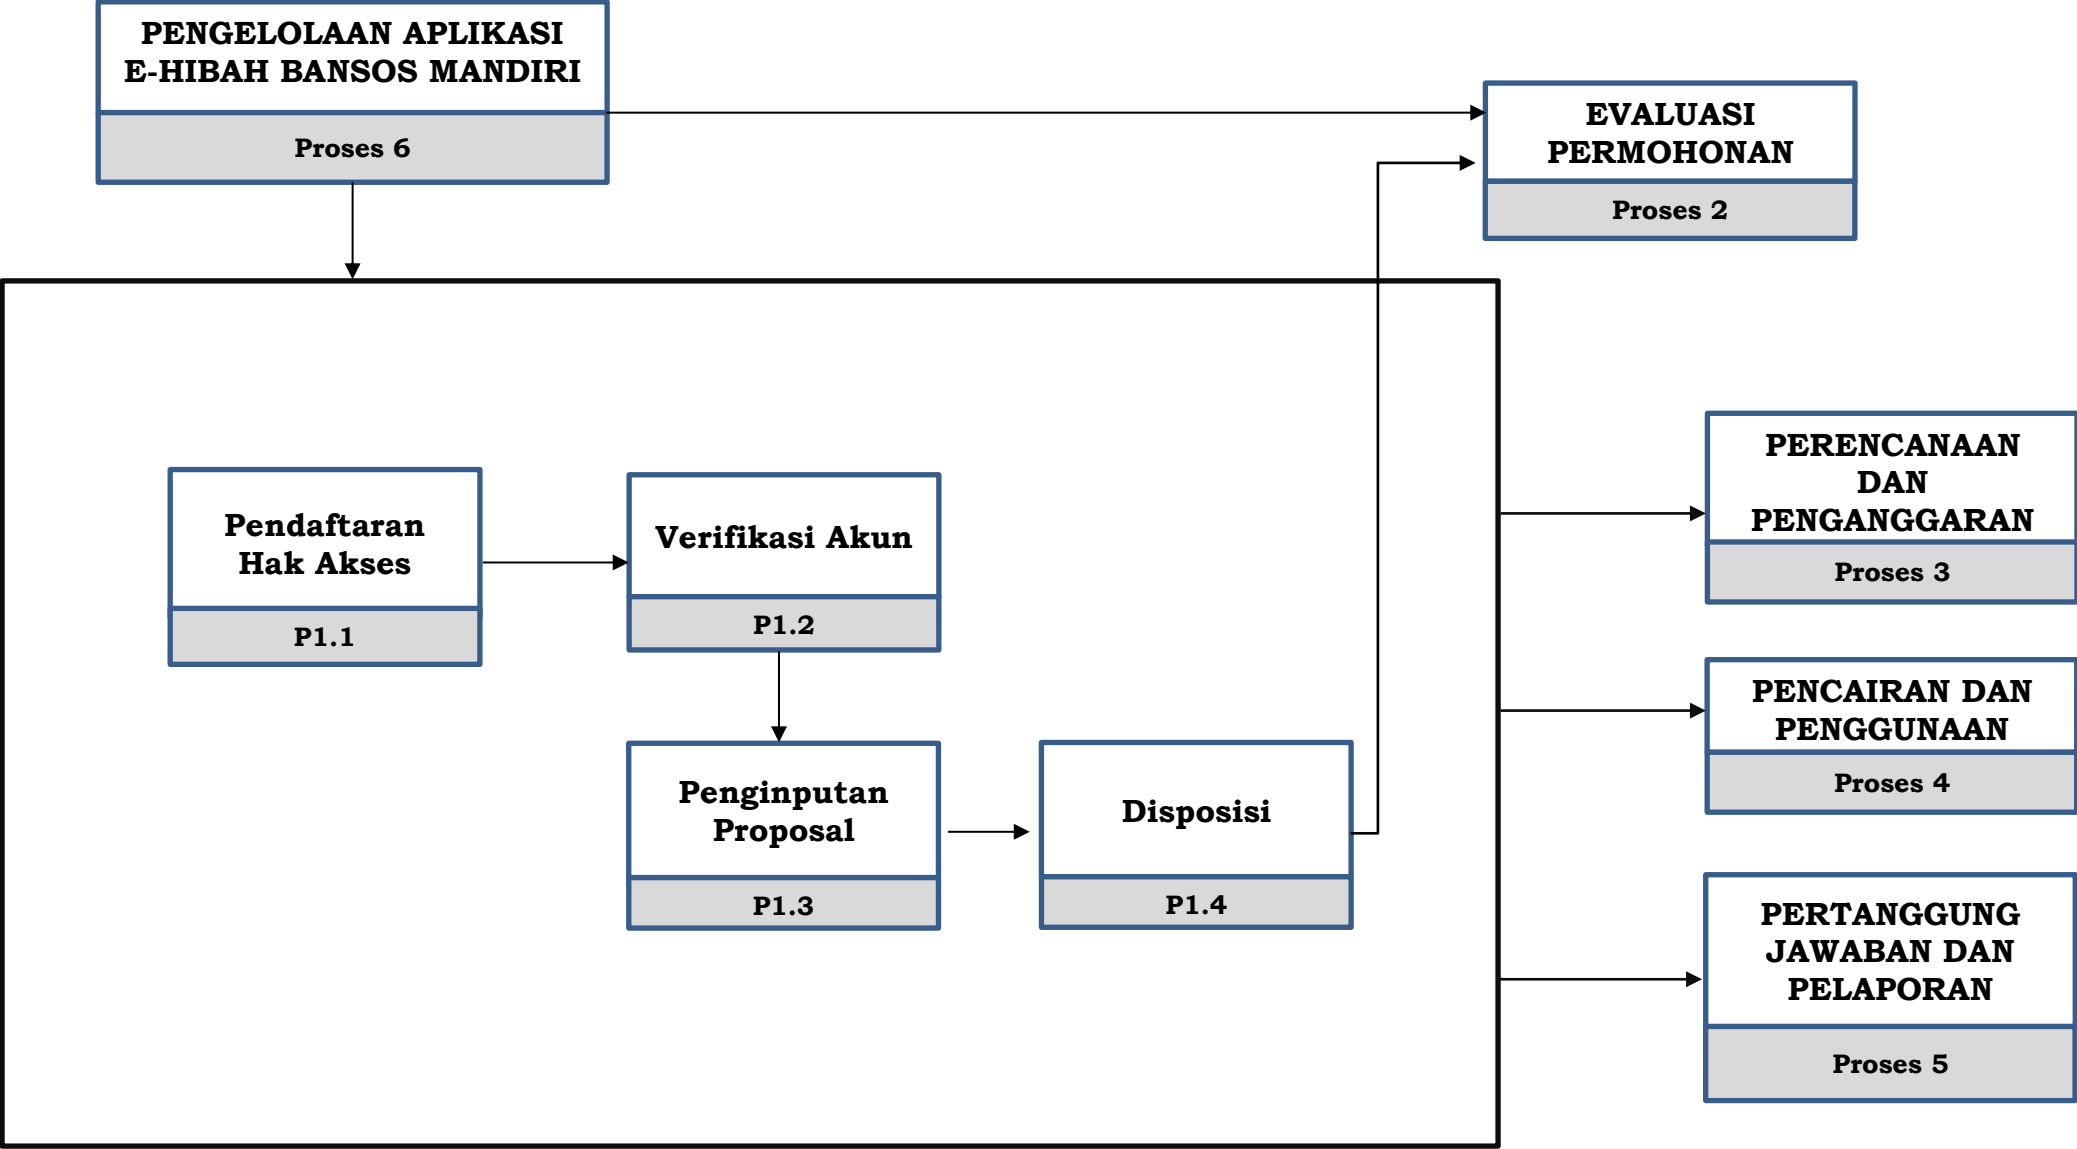 PENGELOLAAN APLIKASI
E-HIBAH BANSOS MANDIRI
Proses 6
EVALUASI
PERMOHONAN
Proses 2
Pendaftaran
Hak Akses
P1.1
Verifikasi Akun
P1.2
Penginputan
Proposal
P1.3
Disposisi
P1.4
PERENCANAAN
DAN
PENGANGGARAN
Proses 3
PENCAIRAN DAN
PENGGUNAAN
Proses 4
PERTANGGUNG
JAWABAN DAN
PELAPORAN
Proses 5